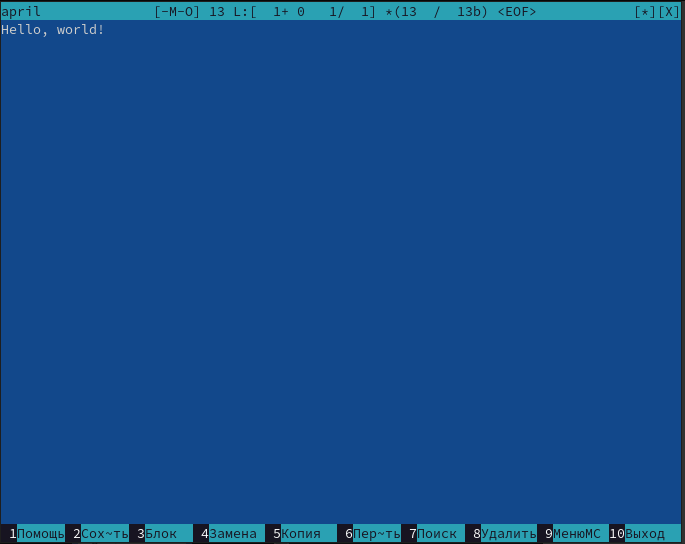 april [-M-O] 13 L:[ 1+ 0 1/ 1] *(13 / 13b) <EOF> [*][X]
Hello, world!
1Помощь 2Сох~ть 3Блок 4Замена 5Копия 6Пер~ть 7Поиск 8Удалить 9МенюMC 10Выход